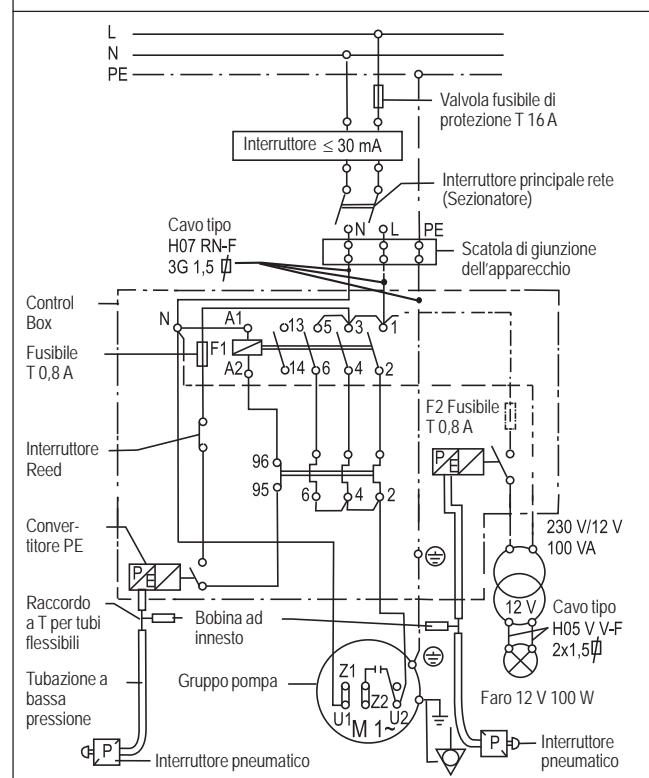 L
N
PE
Valvola fusibile di
protezione T 16 A
Interruttore ≤ 30 mA
Interruttore principale rete
(Sezionatore)
Cavo tipo
H07 RN-F
3G 1,5
N
L
PE
Scatola di giunzione
dell'apparecchio
Control
Box
N
A1
13
5
3
1
Fusibile
T 0,8 A
F1
A2
14
6
4
2
F2 Fusibile
T 0,8 A
Interruttore
Reed
96
95
6
4
2
P
E
Conver-
titore PE
P
E
230 V/12 V
100 VA
12 V
Raccordo
a T per tubi
flessibili
Bobina ad
innesto
Cavo tipo
H05 V V-F
2x1,5
Tubazione a
bassa
pressione
Gruppo pompa
Z1
Z2
U1
U2
M 1~
Faro 12 V 100 W
P
Interruttore pneumatico
P
Interruttore
pneumatico